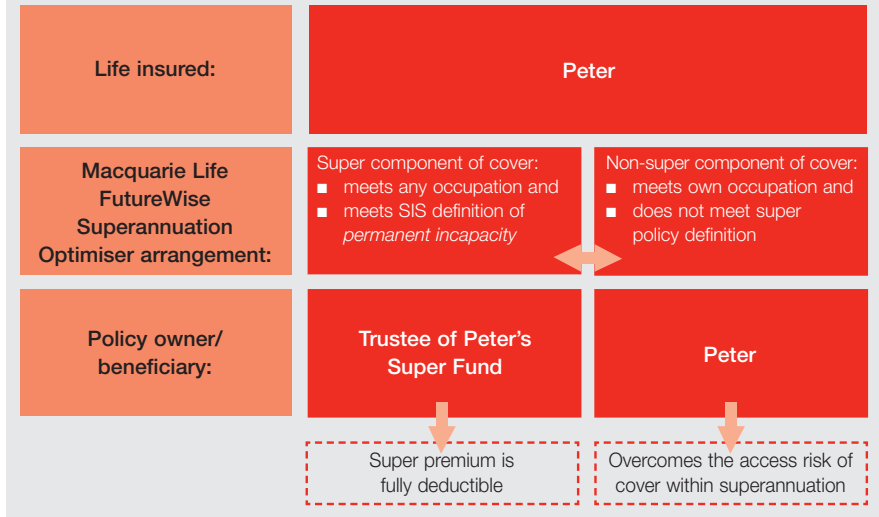 Life insured:
Peter
Macquarie Life
FutureWise
Superannuation
Optimiser arrangement:
Super component of cover:
■ meets any occupation and
■ meets SIS definition of
permanent incapacity
Non-super component of cover:
■ meets own occupation and
■ does not meet super
policy definition
Policy owner/
beneficiary:
Trustee of Peter’s
Super Fund
Peter
Super premium is
fully deductible
Overcomes the access risk of
cover within superannuation